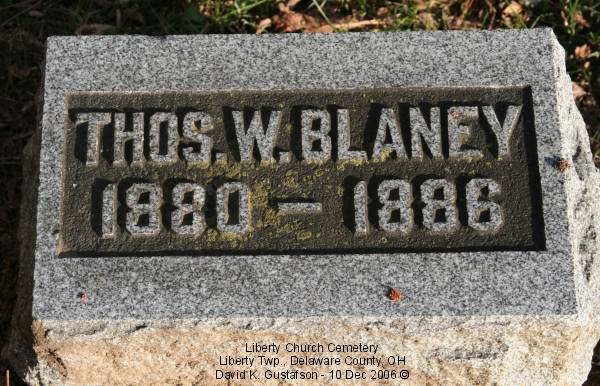 THOS. W. BLANEY
1880 – 1886
Liberty Church Cemetery
Liberty Twp., Delaware County, OH
David K. Gustafson - 10 Dec 2006 ©